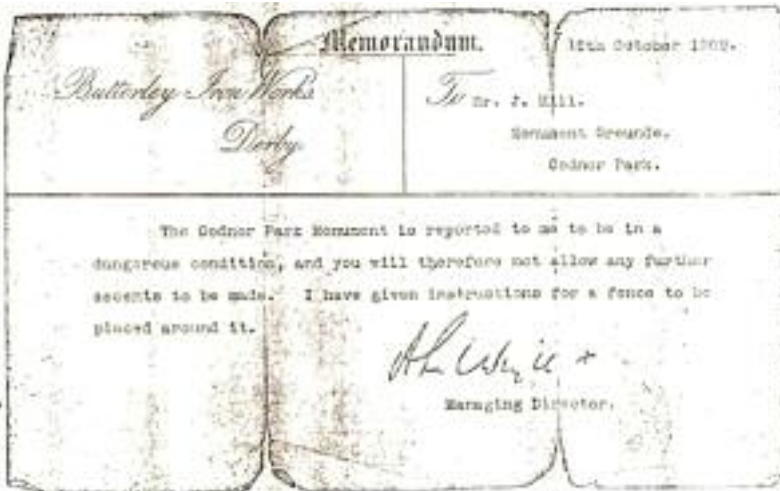 Memorandum.
October
Butterley Iron Works
Derby.
To Mr. J. Hill.
Monument Grounds.
Codnor Park.
The Codnor Park Monument is reported to me to be in a
dangerous condition, and you will therefore not allow any further
ascents to be made. I have given instructions for a fence to be
placed around it.
Managing Director.